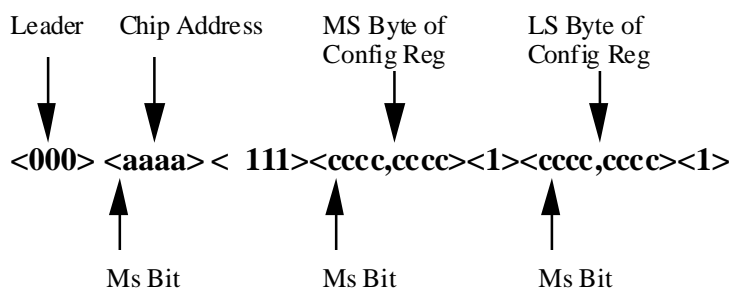 Leader Chip Address MS Byte of LS Byte of
Config Reg Config Reg
<000> <aaaa> < 111><cccc,cccc><1><cccc,cccc><1>
Ms Bit Ms Bit Ms Bit